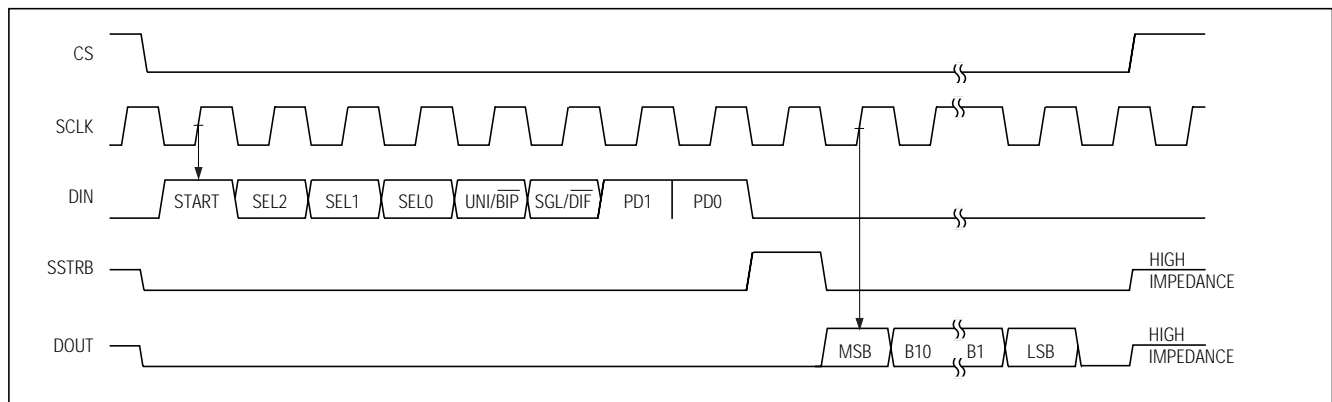 CS
SCLK
DIN
START SEL2 SEL1 SEL0 UNI/BIP SGL/DIF PD1 PD0
SSTRB
HIGH
IMPEDANCE
DOUT
MSB B10 B1 LSB
HIGH
IMPEDANCE